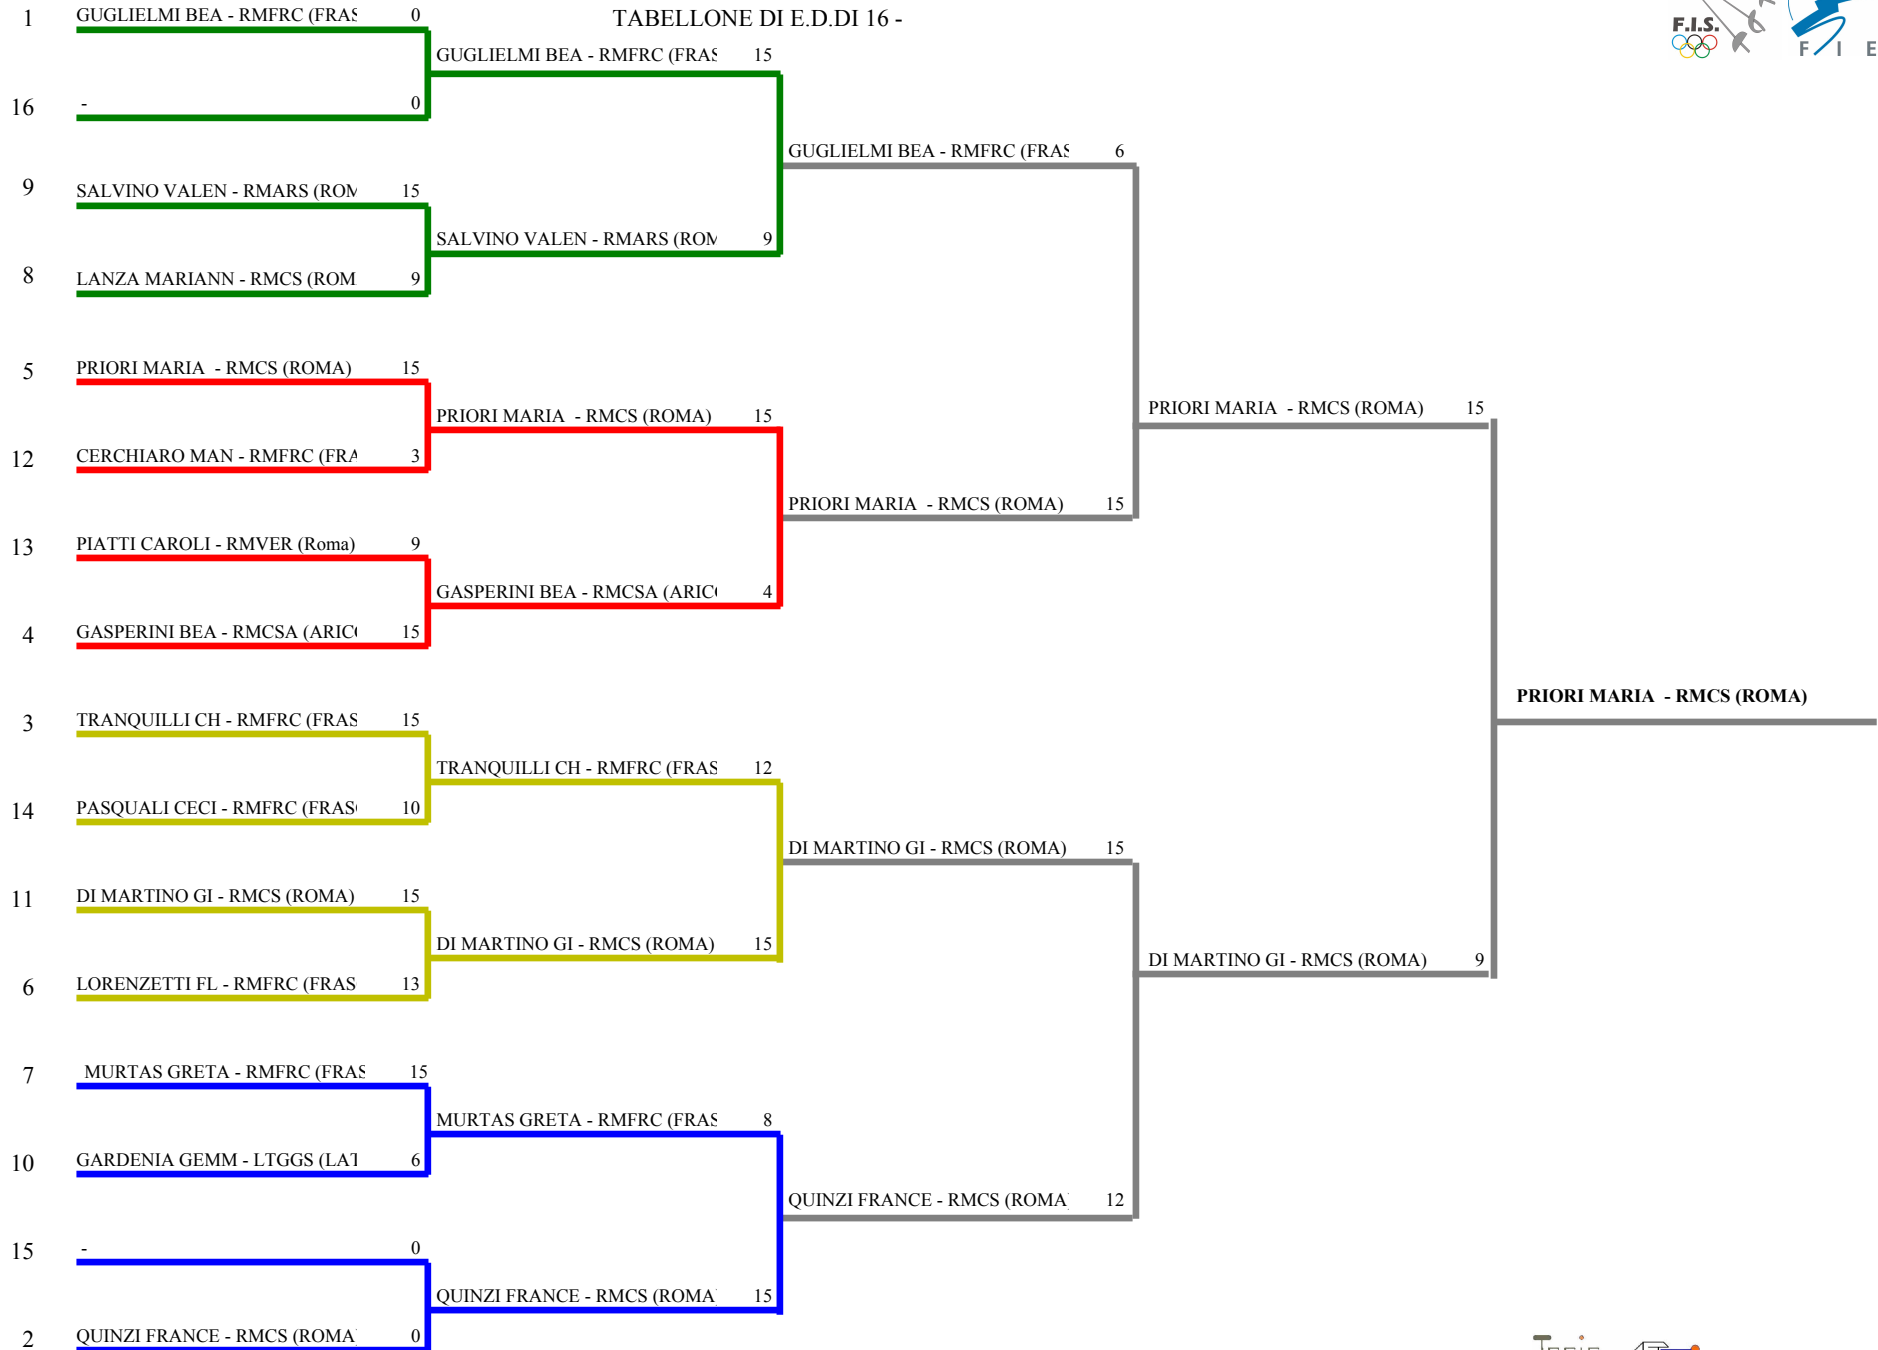 1 GUGLIELMI BEA - RMFRC (FRAS 0
TABELLONE DI E.D.DI 16 -
F.I.S.
F I E
GUGLIELMI BEA - RMFRC (FRAS 15
16 - 0
GUGLIELMI BEA - RMFRC (FRAS 6
9 SALVINO VALEN - RMARS (ROM 15
SALVINO VALEN - RMARS (ROM 9
8 LANZA MARIANN - RMCS (ROM 9
5 PRIORI MARIA - RMCS (ROMA) 15
PRIORI MARIA - RMCS (ROMA) 15
PRIORI MARIA - RMCS (ROMA) 15
12 CERCHIARO MAN - RMFRC (FRA 3
PRIORI MARIA - RMCS (ROMA) 15
13 PIATTI CAROLI - RMVER (Roma) 9
GASPERINI BEA - RMCSA (ARICC 4
4 GASPERINI BEA - RMCSA (ARICC 15
PRIORI MARIA - RMCS (ROMA)
3 TRANQUILLI CH - RMFRC (FRAS 15
TRANQUILLI CH - RMFRC (FRAS 12
14 PASQUALI CECI - RMFRC (FRASC 10
DI MARTINO GI - RMCS (ROMA) 15
11 DI MARTINO GI - RMCS (ROMA) 15
DI MARTINO GI - RMCS (ROMA) 15
DI MARTINO GI - RMCS (ROMA) 9
6 LORENZETTI FL - RMFRC (FRAS 13
7 MURTAS GRETA - RMFRC (FRAS 15
MURTAS GRETA - RMFRC (FRAS 8
10 GARDENIA GEMM - LTGGS (LAT 6
QUINZI FRANCE - RMCS (ROMA 12
15 - 0
QUINZI FRANCE - RMCS (ROMA 15
2 QUINZI FRANCE - RMCS (ROMA 0